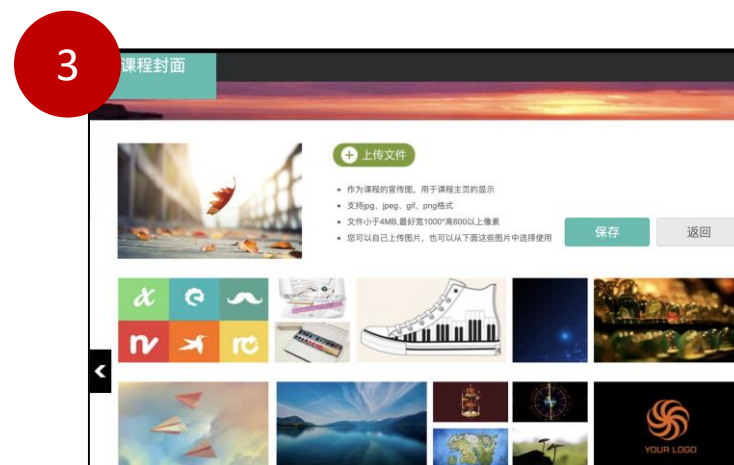 3
课程封面
上传文件
作为课程的宣传图，用于课程主页的显示
支持jpg、jpeg、gif、png格式
文件小于4MB,最好宽1000*高600以上像素
您可以自己上传图片，也可以从下面这些图片中选择使用
保存
返回
YOUR LOGO